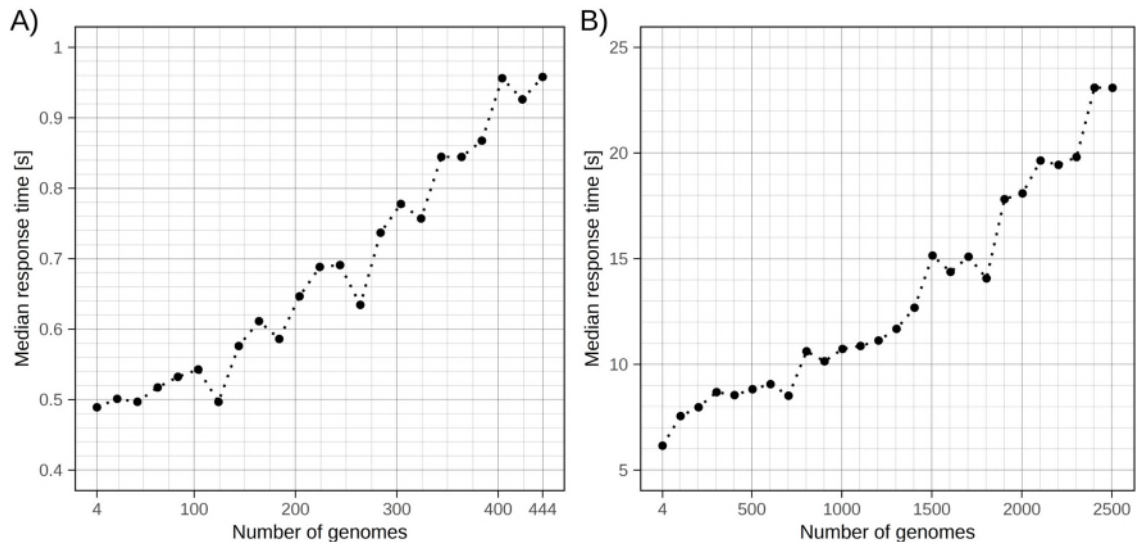 A)
Median response time [s]
1
0.9
0.8
0.7
0.6
0.5
0.4
4 100 200 300 400 444
Number of genomes
B)
Median response time [s]
25
20
15
10
5
4 500 1000 1500 2000 2500
Number of genomes